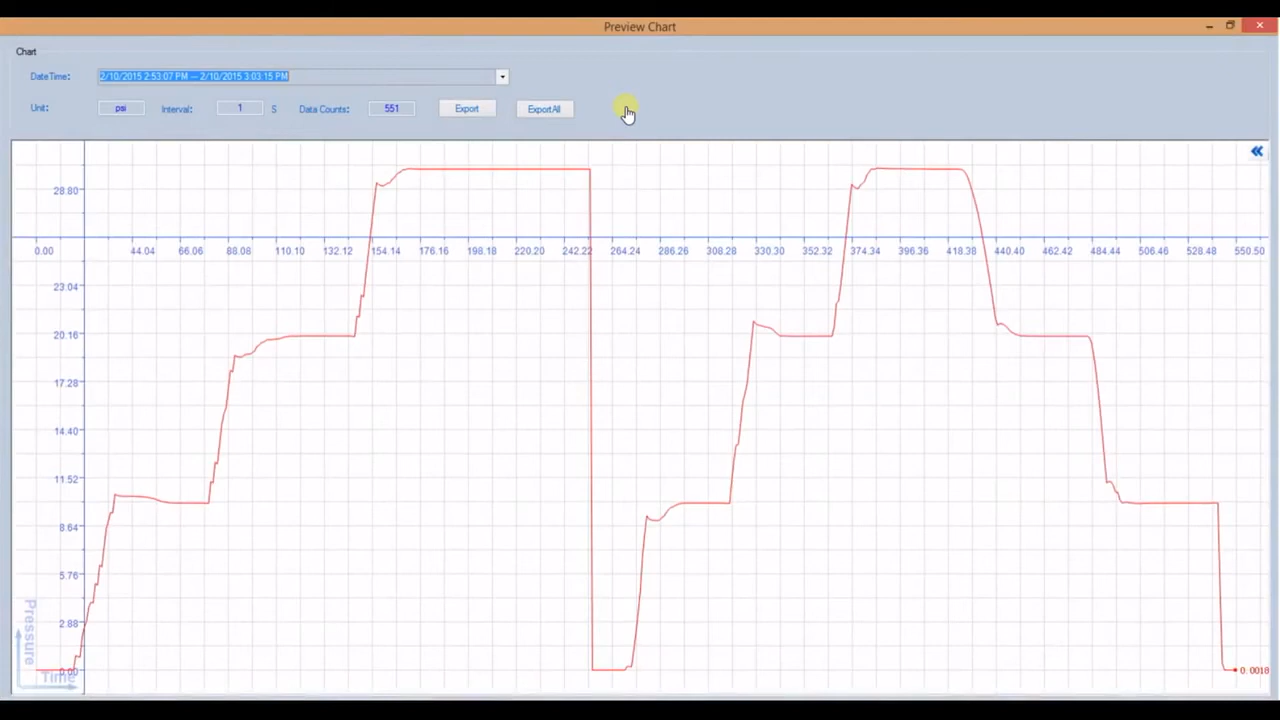 Preview Chart
Chart
DateTime: 2/10/2015 2:53:07 PM -- 2/10/2015 3:03:15 PM
Unit: psi Interval: 1 S Data Counts: 551 Export ExportAll
28.80
0.00 44.04 66.06 88.08 110.10 132.12 154.14 176.16 198.18 220.20 242.22 264.24 286.26 308.28 330.30 352.32 374.34 396.36 418.38 440.40 462.42 484.44 506.46 528.48 550.50
23.04
20.16
17.28
14.40
11.52
8.64
5.76
2.88
0.00
Pressure
Time
0.0018